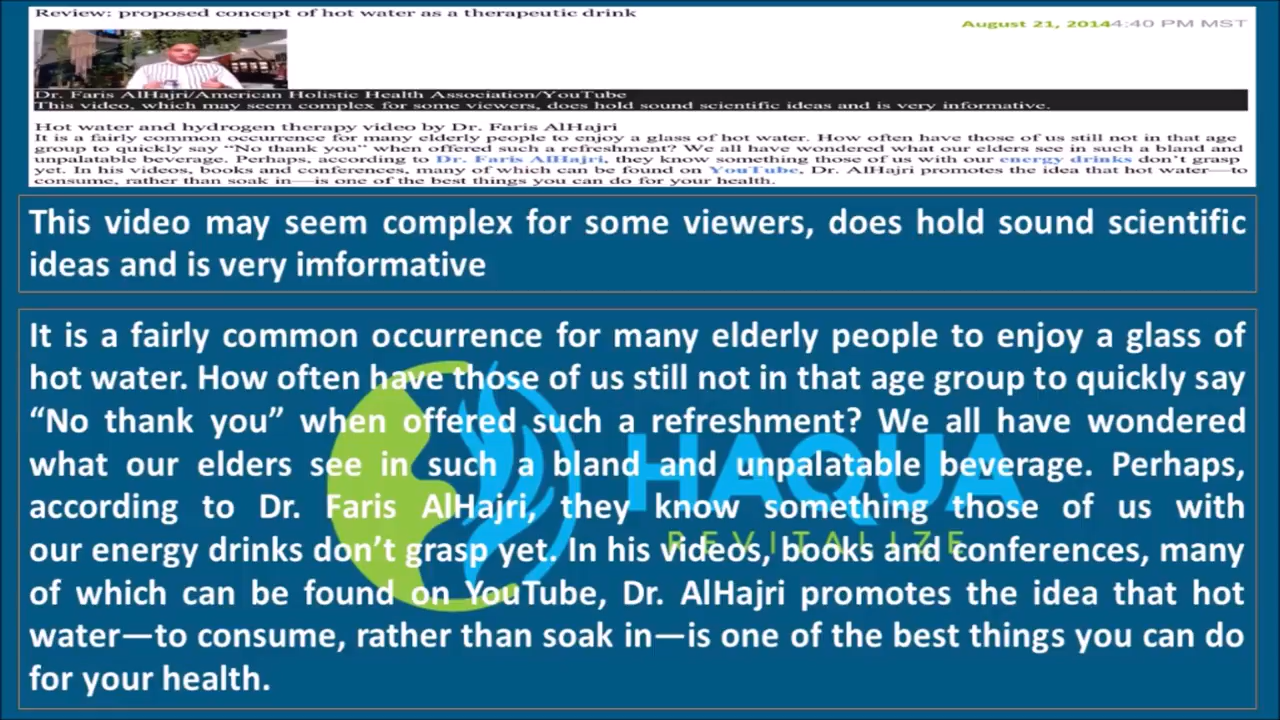 Review: proposed concept of hot water as a therapeutic drink
August 21, 20144:40 PM MST
Dr. Faris AlHajri/American Holistic Health Association/YouTube
This video, which may seem complex for some viewers, does hold sound scientific ideas and is very informative.
Hot water and hydrogen therapy video by Dr. Faris AlHajri
It is a fairly common occurrence for many elderly people to enjoy a glass of hot water. How often have those of us still not in that age
group to quickly say “No thank you” when offered such a refreshment? We all have wondered what our elders see in such a bland and
unpalatable beverage. Perhaps, according to Dr. Faris AlHajri, they know something those of us with our energy drinks don’t grasp
yet. In his videos, books and conferences, many of which can be found on YouTube, Dr. AlHajri promotes the idea that hot water—to
consume, rather than soak in—is one of the best things you can do for your health.
This video may seem complex for some viewers, does hold sound scientific
ideas and is very imformative
It is a fairly common occurrence for many elderly people to enjoy a glass of
hot water. How often have those of us still not in that age group to quickly say
“No thank you” when offered such a refreshment? We all have wondered
what our elders see in such a bland and unpalatable beverage. Perhaps,
according to Dr. Faris AlHajri, they know something those of us with
our energy drinks don’t grasp yet. In his videos, books and conferences, many
of which can be found on YouTube, Dr. AlHajri promotes the idea that hot
water—to consume, rather than soak in—is one of the best things you can do
for your health.
HAQUA
REVITALIZE